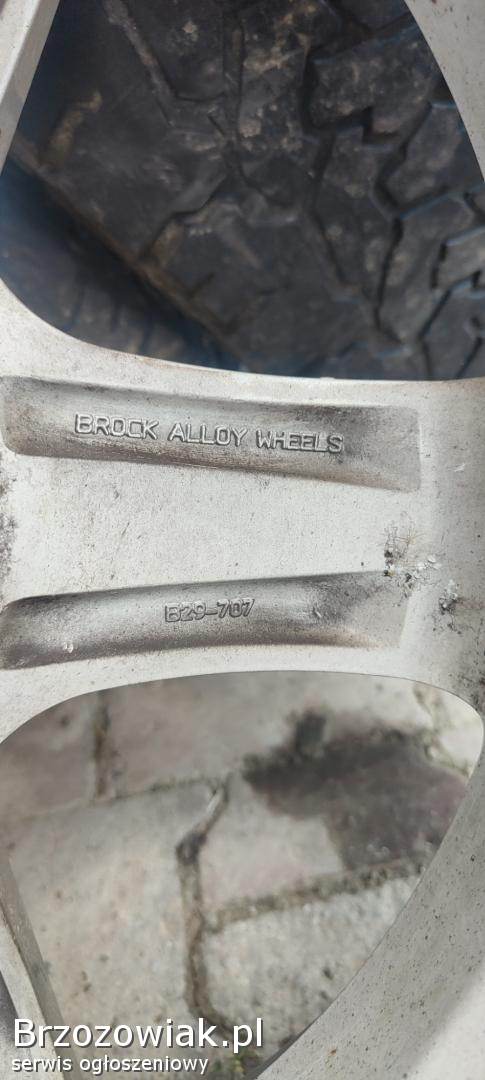 BROCK ALLOY WHEELS
B29-707
Brzozowiak.pl
serwis ogłoszeniowy